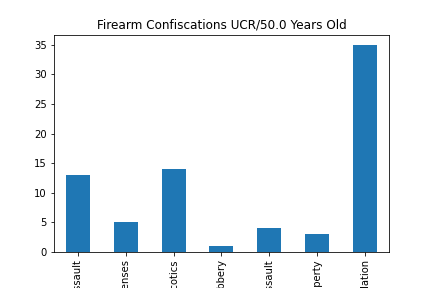 Firearm Confiscations UCR/50.0 Years Old
35
30
25
20
15
10
5
0
ssault
enses
cotics
bbery
ssault
perty
lation